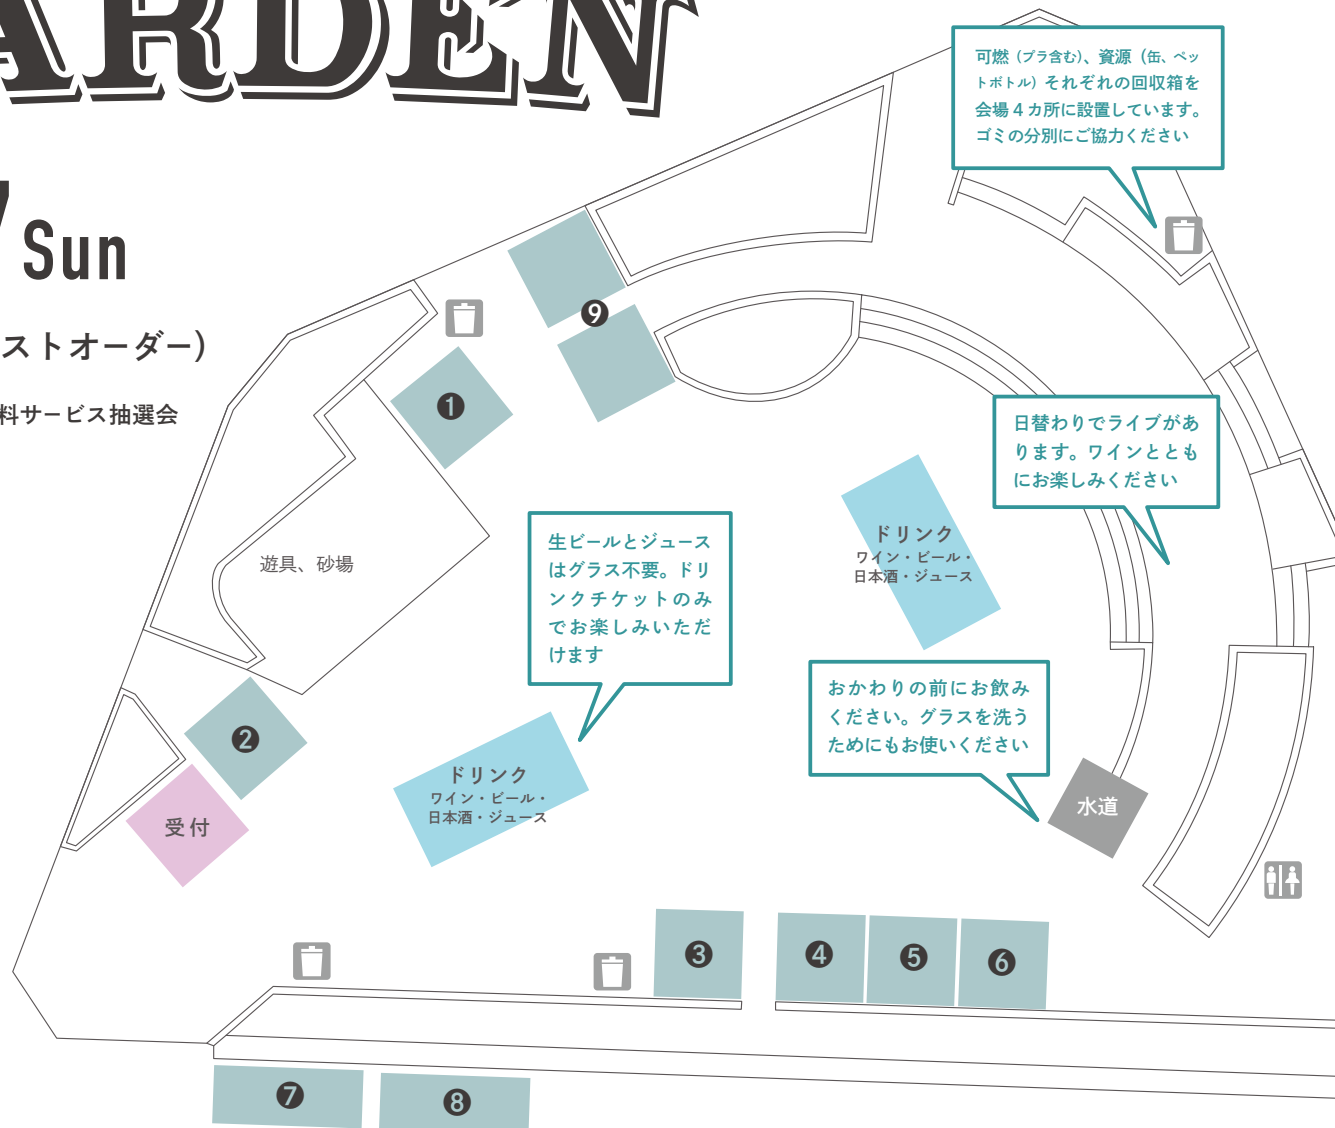 ARDEN
7 Sun
ストオーダー)
料サービス抽選会
可燃（プラ含む）、資源（缶、ペッ
トボトル）それぞれの回収箱を
会場4カ所に設置しています。
ゴミの分別にご協力ください
❾
❶
日替わりでライブがあ
ります。ワインととも
にお楽しみください
ドリンク
ワイン・ビール・
日本酒・ジュース
生ビールとジュース
はグラス不要。ドリ
ンクチケットのみ
でお楽しみいただ
けます
遊具、砂場
おかわりの前にお飲み
ください。グラスを洗う
ためにもお使いください
❷
受付
ドリンク
ワイン・ビール・
日本酒・ジュース
水道
❸
❹
❺
❻
❼
❽